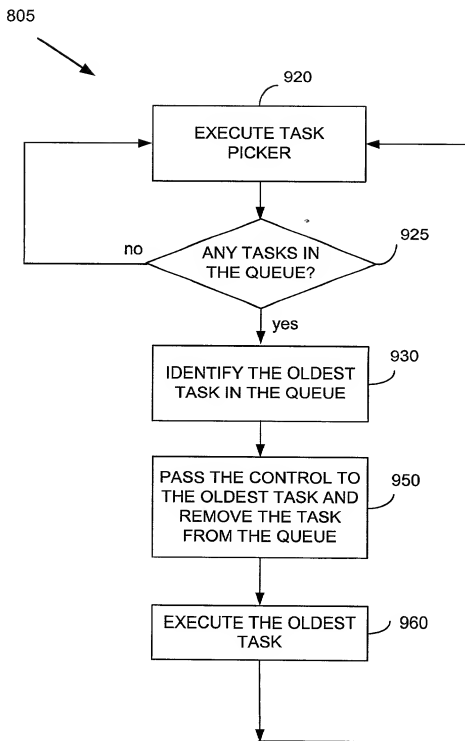 805
920
EXECUTE TASK
PICKER
925
no
ANY TASKS IN
THE QUEUE?
yes
930
IDENTIFY THE OLDEST
TASK IN THE QUEUE
PASS THE CONTROL TO
THE OLDEST TASK AND
REMOVE THE TASK
FROM THE QUEUE
950
EXECUTE THE OLDEST
TASK
960